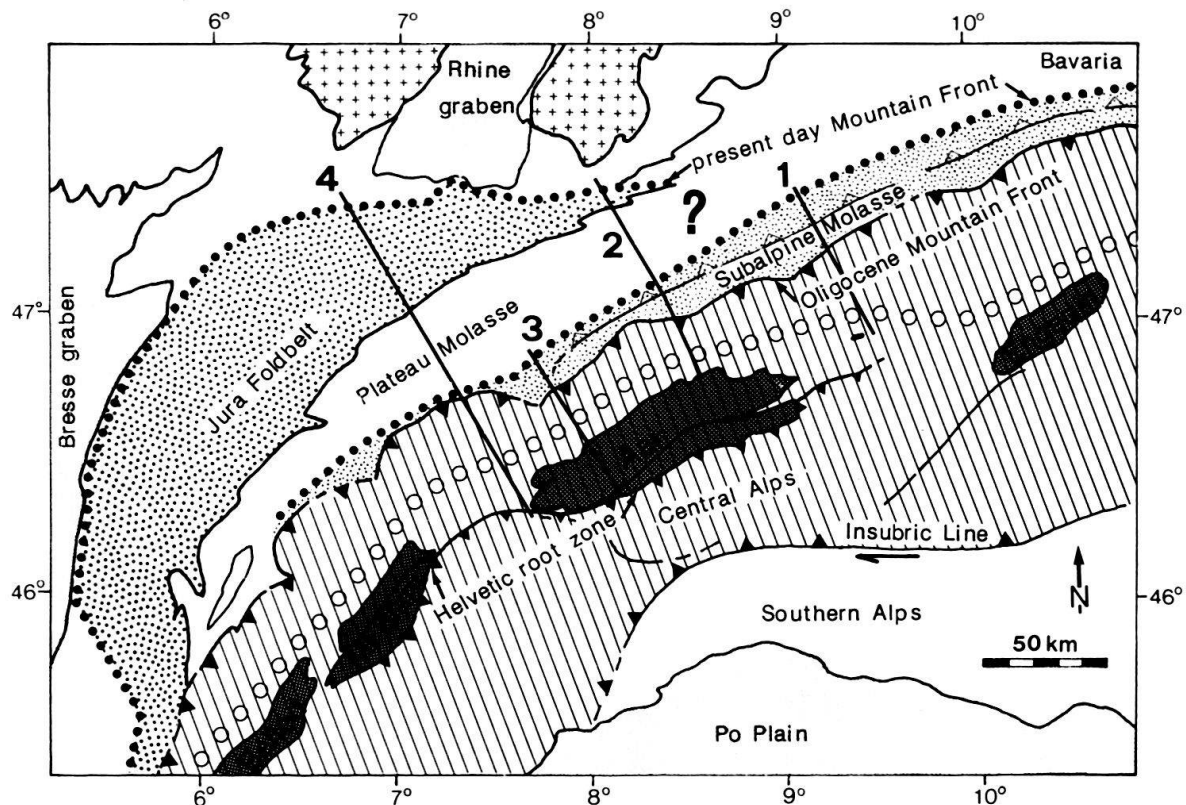 6° 7° 8° 9° 10°
Bavaria
Rhine
graben
present day Mountain Front
4
1
?
2
Subalpine Molasse
Oligocene Mountain Front
47°
47°
3
Bresse graben
Jura Foldbelt
Plateau Molasse
Central Alps
Insubric Line
Helvetic root zone
46°
46°
N
Southern Alps
50 km
Po Plain
6° 7° 8° 9° 10°